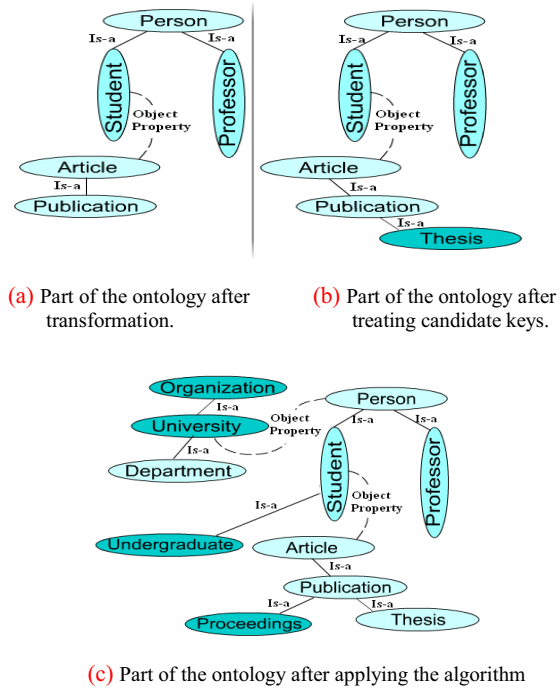 Person
Is-a
Is-a
Student
Professor
Object
Property
Article
Is-a
Publication
Person
Is-a
Is-a
Student
Professor
Object
Property
Article
Is-a
Publication
Is-a
Thesis
(a) Part of the ontology after
transformation.
(b) Part of the ontology after
treating candidate keys.
Organization
Is-a
University
Is-a
Department
Object
Property
Person
Is-a
Is-a
Student
Professor
Object
Property
Is-a
Undergraduate
Article
Is-a
Publication
Is-a
Is-a
Proceedings
Thesis
(c) Part of the ontology after applying the algorithm